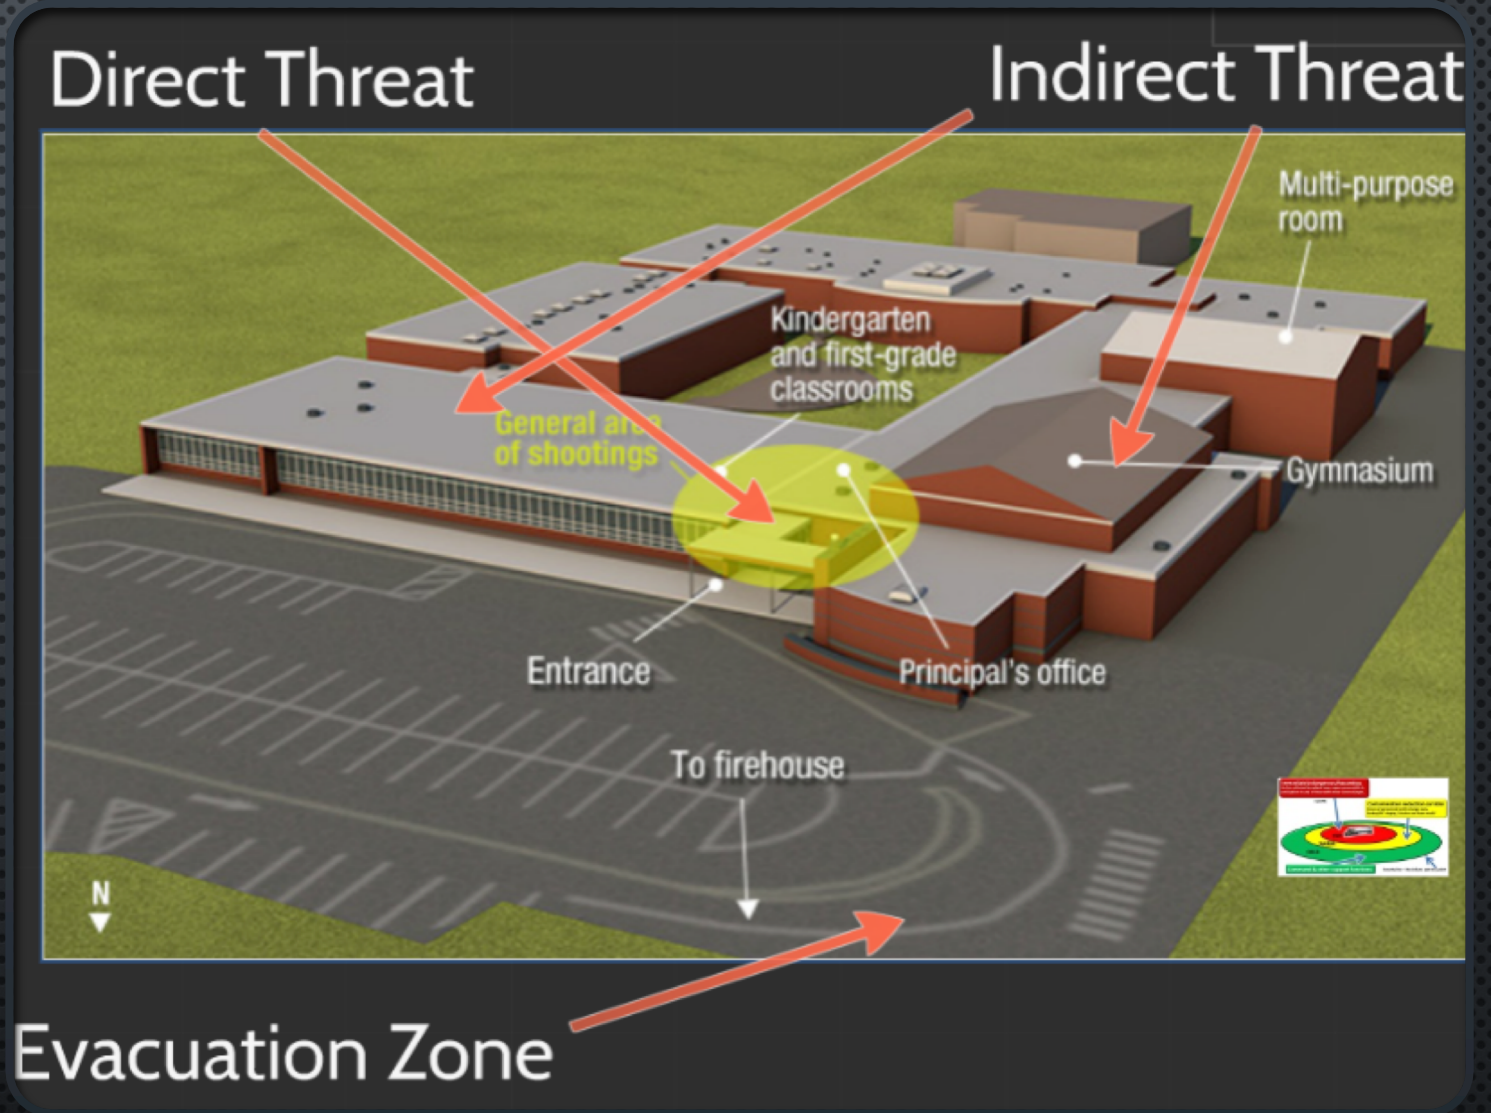 Direct Threat
Indirect Threat
Multi-purpose
room
Kindergarten
and first-grade
classrooms
General area
of shootings
Gymnasium
Entrance
Principal's office
To firehouse
N
Evacuation Zone